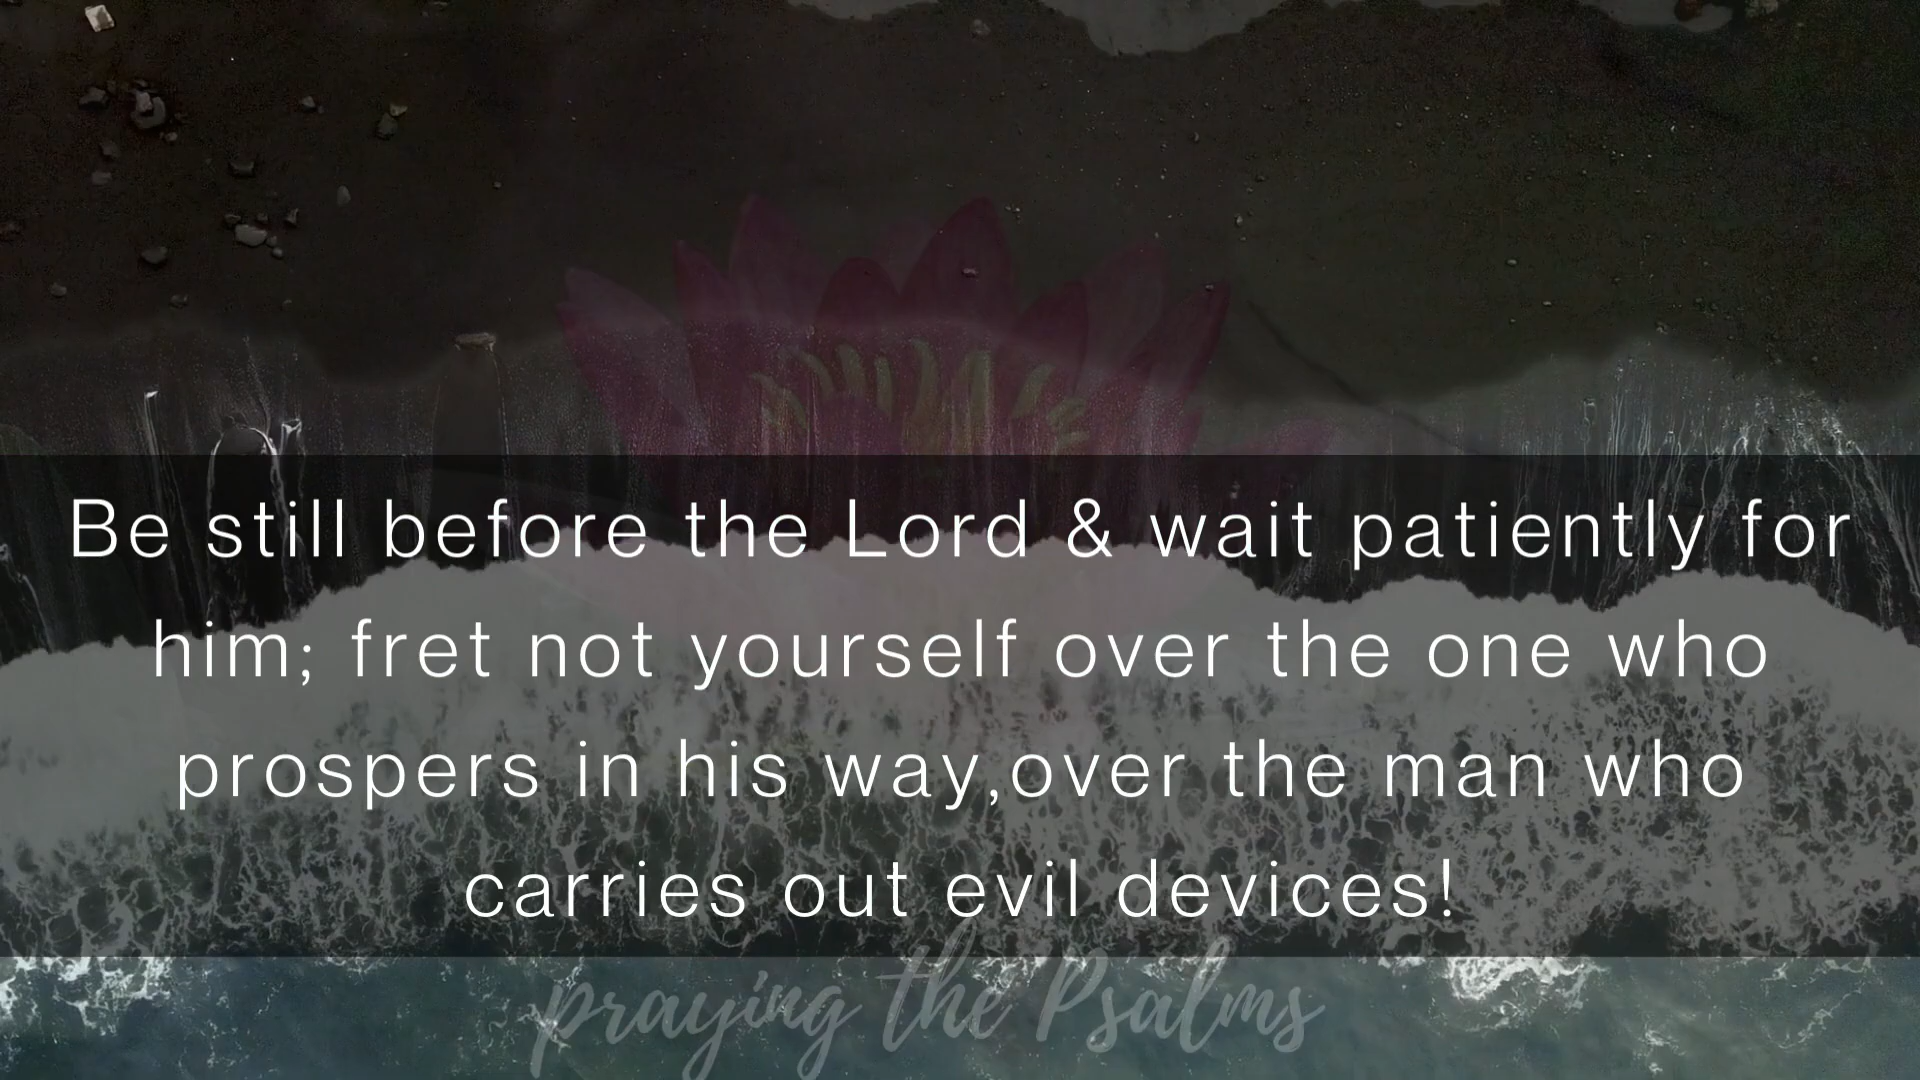 Be still before the Lord & wait patiently for
him; fret not yourself over the one who
prospers in his way,over the man who
carries out evil devices!
praying the Psalms